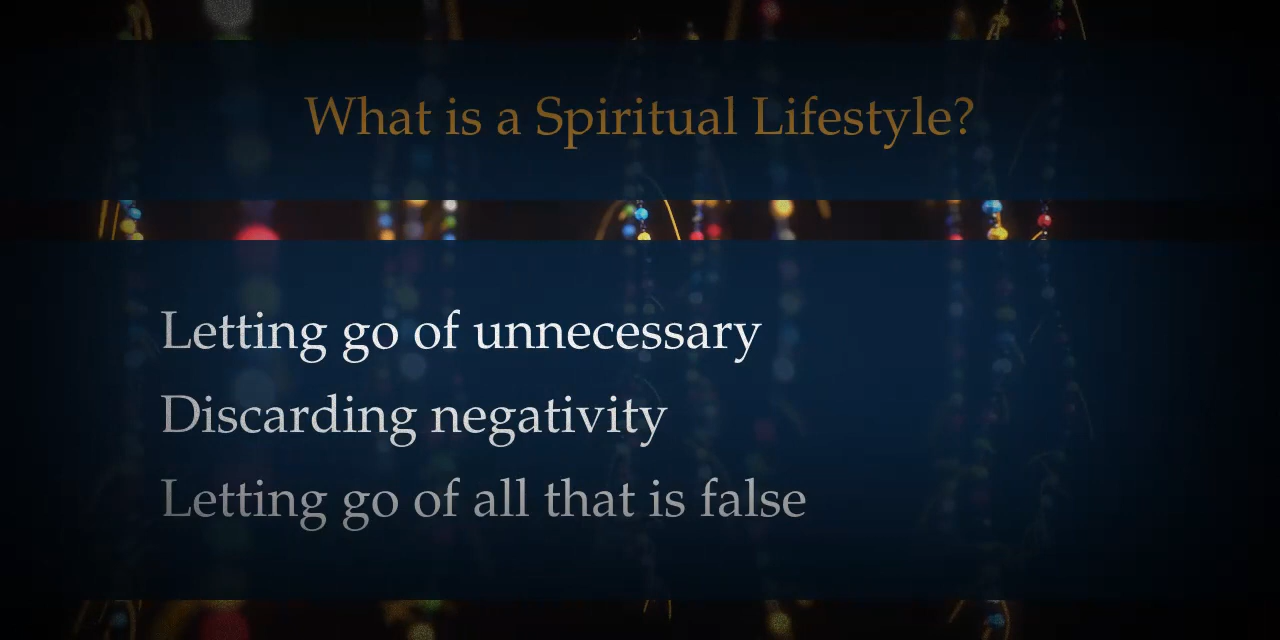 What is a Spiritual Lifestyle?
Letting go of unnecessary
Discarding negativity
Letting go of all that is false